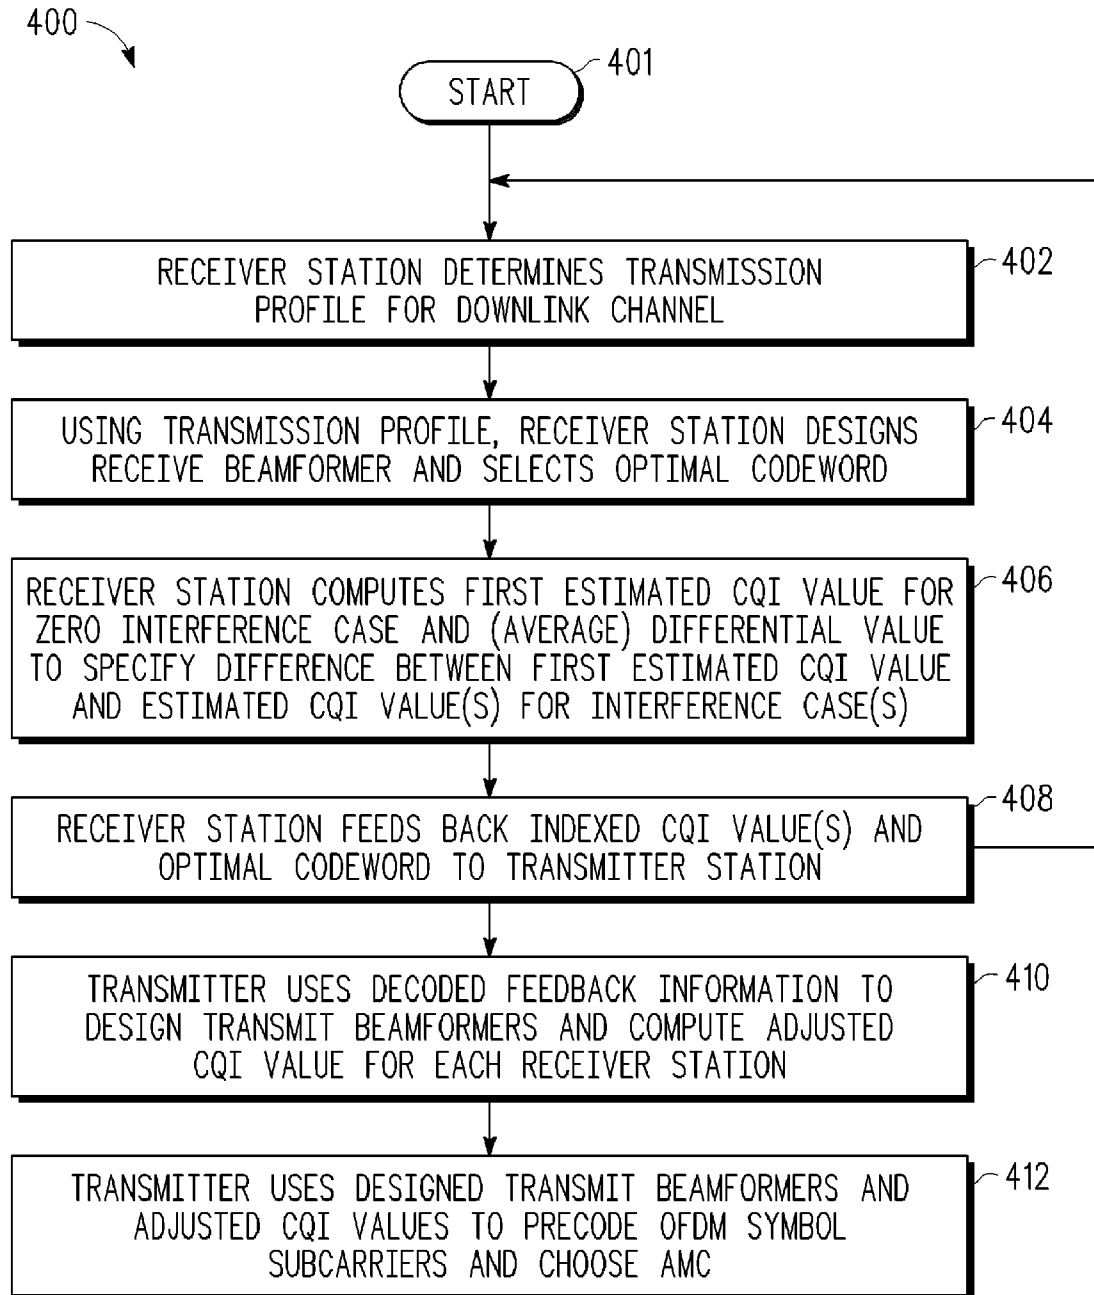 400
START
401
RECEIVER STATION DETERMINES TRANSMISSION
PROFILE FOR DOWNLINK CHANNEL
402
USING TRANSMISSION PROFILE, RECEIVER STATION DESIGNS
RECEIVE BEAMFORMER AND SELECTS OPTIMAL CODEWORD
404
RECEIVER STATION COMPUTES FIRST ESTIMATED CQI VALUE FOR
ZERO INTERFERENCE CASE AND (AVERAGE) DIFFERENTIAL VALUE
TO SPECIFY DIFFERENCE BETWEEN FIRST ESTIMATED CQI VALUE
AND ESTIMATED CQI VALUE(S) FOR INTERFERENCE CASE(S)
406
RECEIVER STATION FEEDS BACK INDEXED CQI VALUE(S) AND
OPTIMAL CODEWORD TO TRANSMITTER STATION
408
TRANSMITTER USES DECODED FEEDBACK INFORMATION TO
DESIGN TRANSMIT BEAMFORMERS AND COMPUTE ADJUSTED
CQI VALUE FOR EACH RECEIVER STATION
410
TRANSMITTER USES DESIGNED TRANSMIT BEAMFORMERS AND
ADJUSTED CQI VALUES TO PRECODE OFDM SYMBOL
SUBCARRIERS AND CHOOSE AMC
412